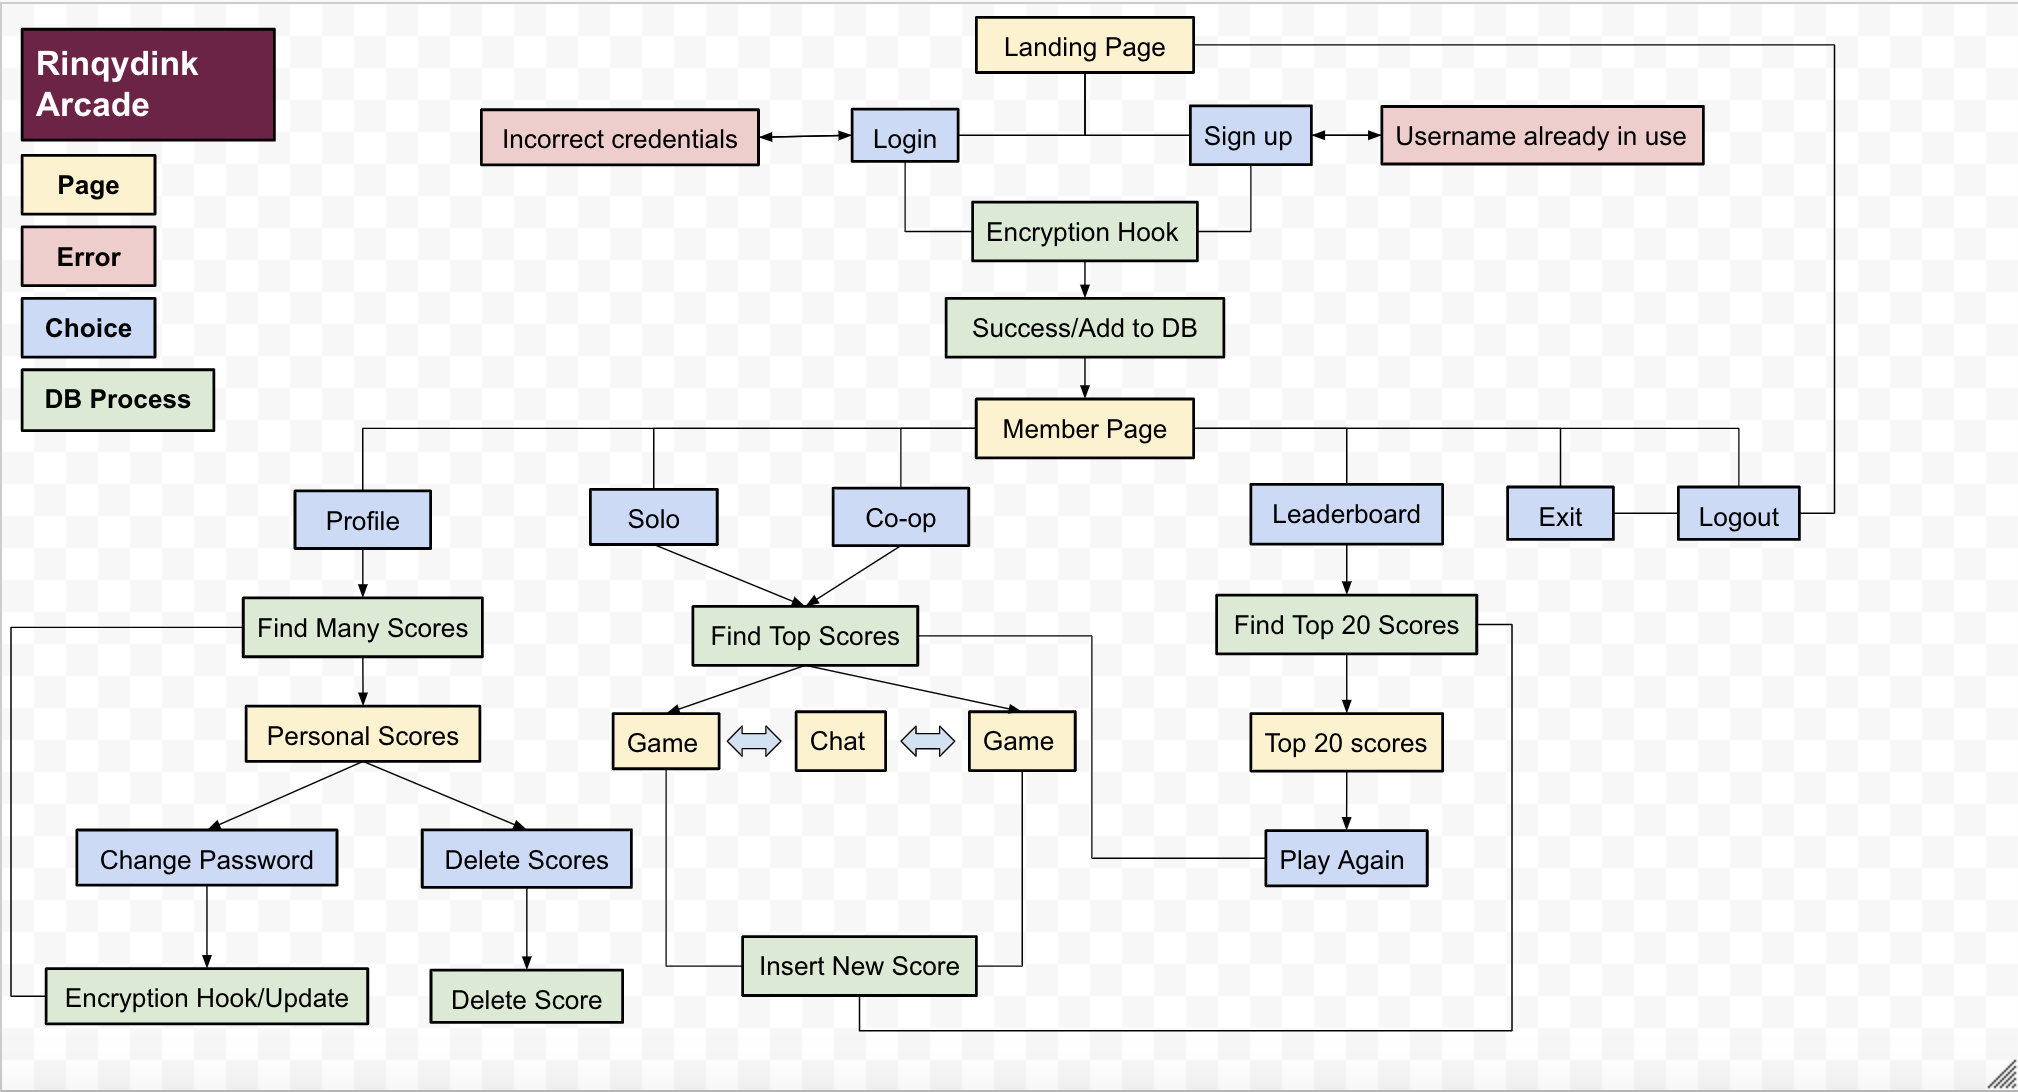 Rinqydink
Arcade
Page
Error
Choice
DB Process
Landing Page
Incorrect credentials
Login
Sign up
Username already in use
Encryption Hook
Success/Add to DB
Member Page
Profile
Solo
Co-op
Leaderboard
Exit
Logout
Find Many Scores
Find Top Scores
Find Top 20 Scores
Personal Scores
Game
Chat
Game
Top 20 scores
Change Password
Delete Scores
Play Again
Insert New Score
Encryption Hook/Update
Delete Score